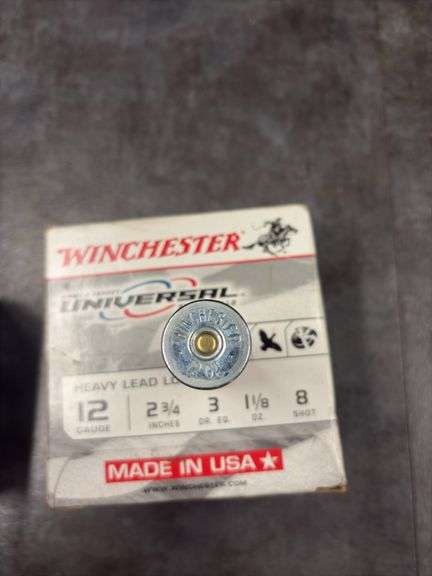 WINCHESTER
UNIVERSAL
WINCHESTER
HEAVY LEAD
12 2 3/4 3 1 1/8 8
GAUGE INCHES DR. EQ. OZ. SHOT
MADE IN USA
WWW.WINCHESTER.COM